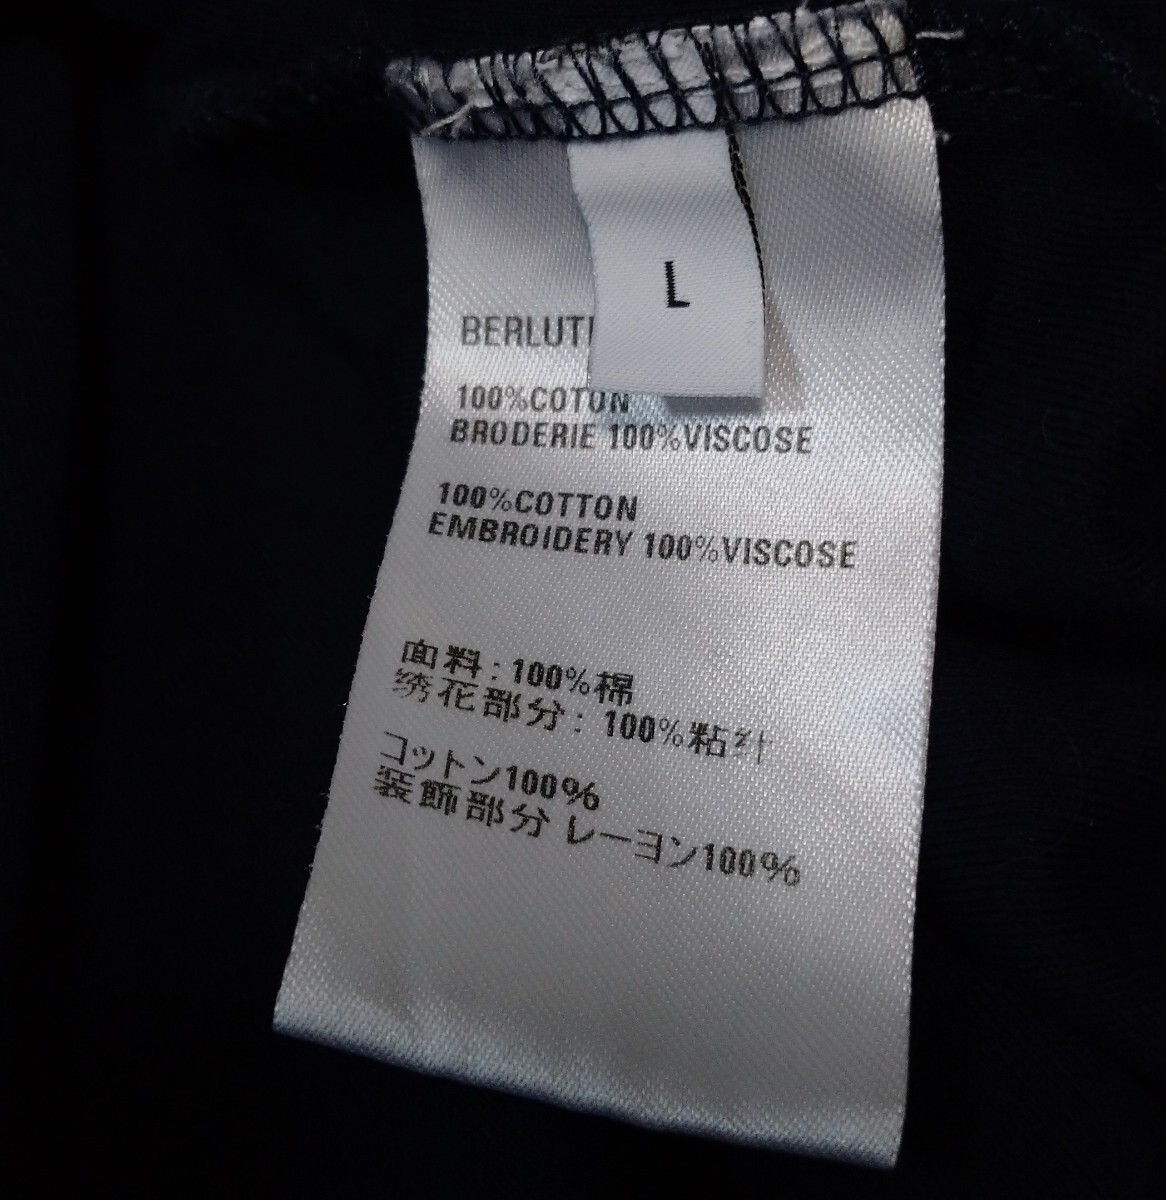 L
BERLUTI
100%COTON
BRODERIE 100%VISCOSE
100%COTTON
EMBROIDERY 100%VISCOSE
面料:100%棉
绣花部分:100%粘纤
コットン100%
装飾部分 レーヨン100%